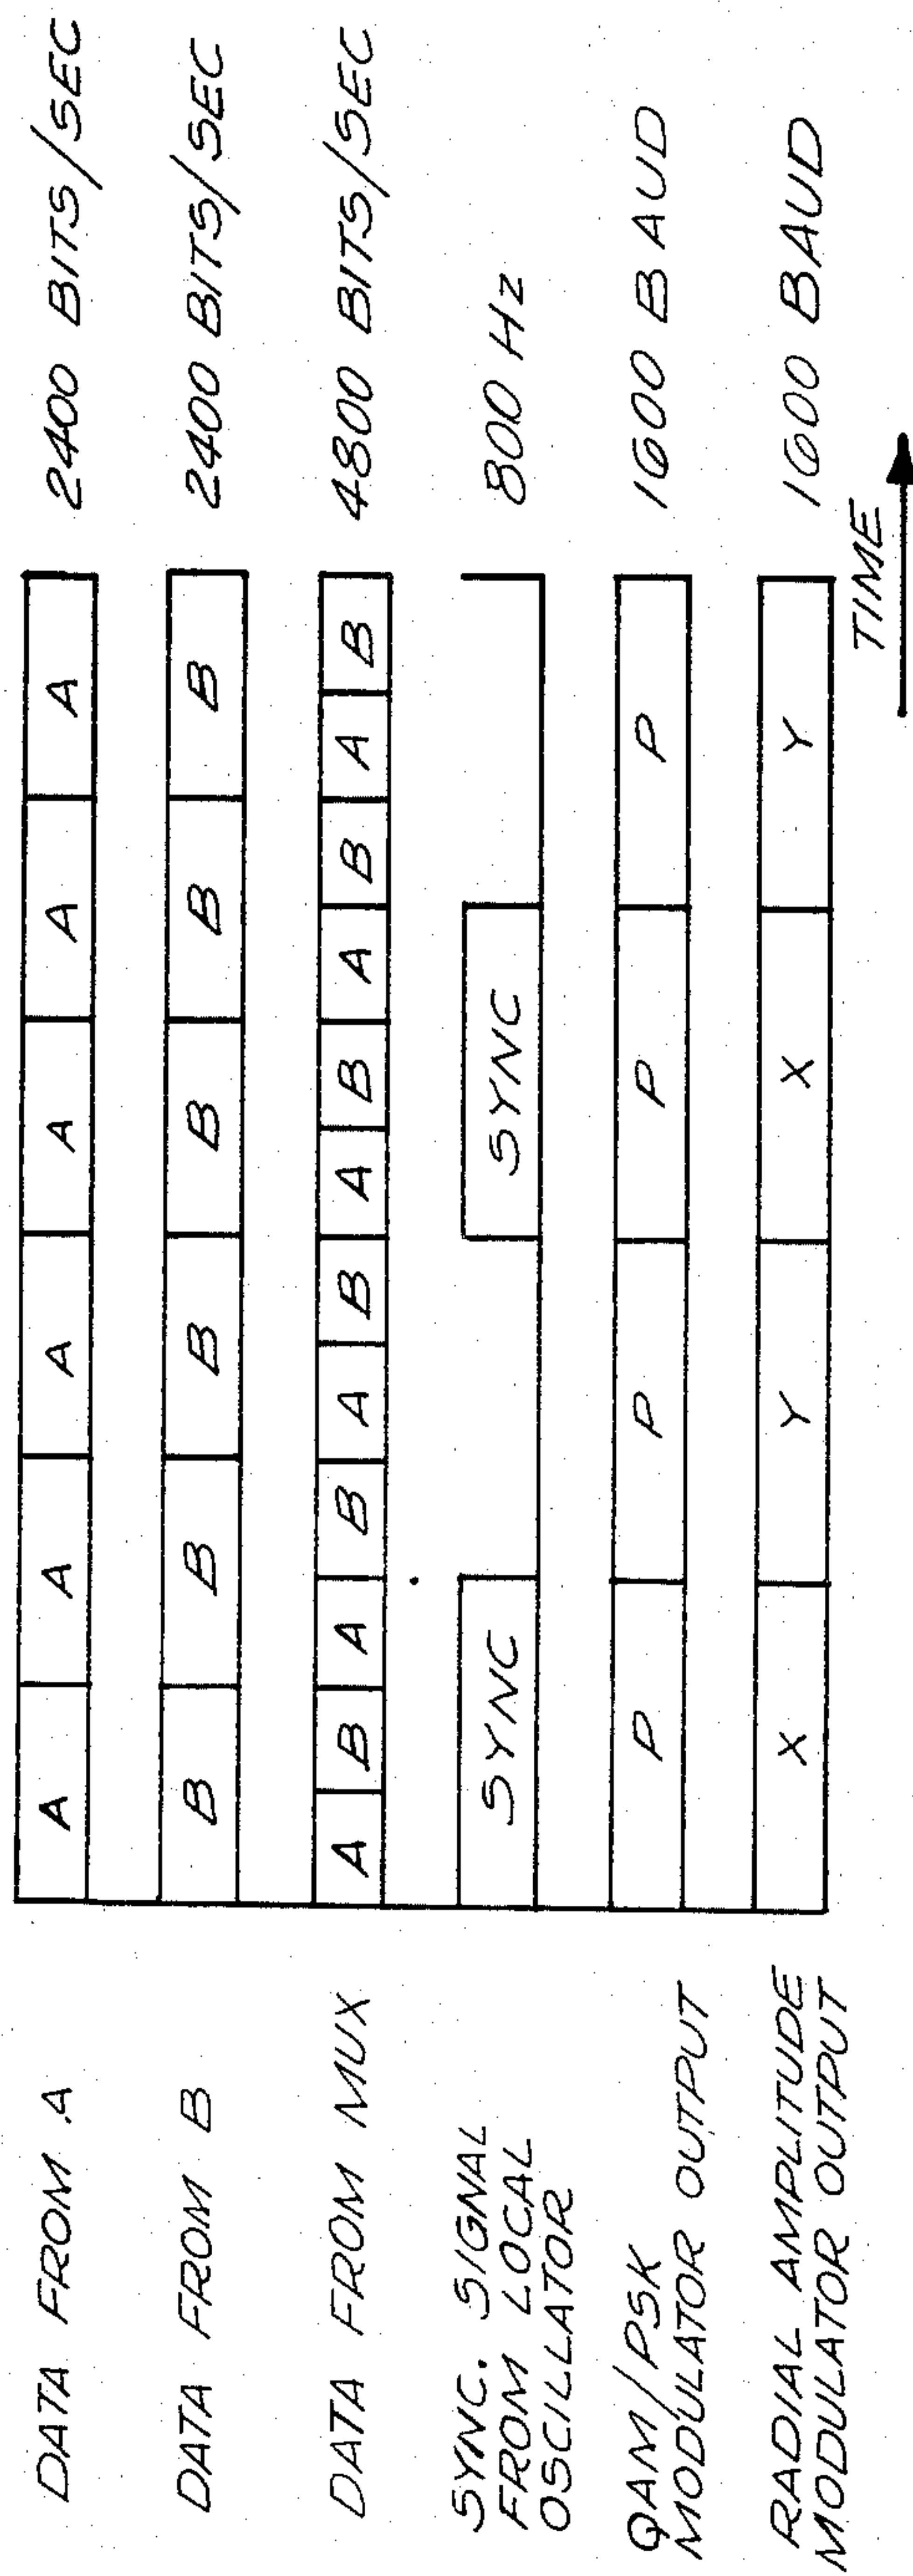 DATA FROM A
A A A A A A
2400 BITS/SEC
DATA FROM B
B B B B B B
2400 BITS/SEC
DATA FROM MUX
A B A B A B A B A B A B
4800 BITS/SEC
SYNC. SIGNAL
FROM LOCAL
OSCILLATOR
SYNC SYNC
800 Hz
QAM/PSK
MODULATOR OUTPUT
P P P P
1600 BAUD
RADIAL AMPLITUDE
MODULATOR OUTPUT
X Y X Y
1600 BAUD
TIME